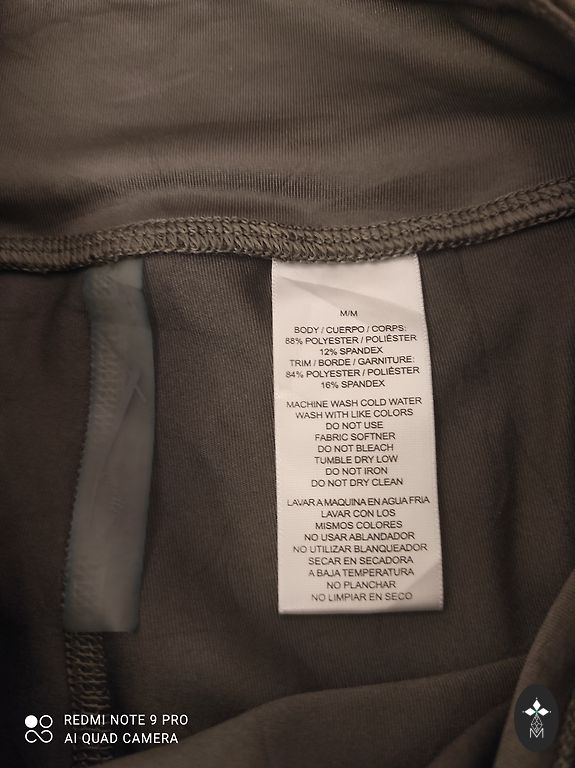 M/M
BODY / CUERPO / CORPS:
88% POLYESTER / POLIÉSTER
12% SPANDEX
TRIM / BORDE / GARNITURE:
84% POLYESTER / POLIÉSTER
16% SPANDEX
MACHINE WASH COLD WATER
WASH WITH LIKE COLORS
DO NOT USE
FABRIC SOFTNER
DO NOT BLEACH
TUMBLE DRY LOW
DO NOT IRON
DO NOT DRY CLEAN
LAVAR A MAQUINA EN AGUA FRIA
LAVAR CON LOS
MISMOS COLORES
NO USAR ABLANDADOR
NO UTILIZAR BLANQUEADOR
SECAR EN SECADORA
A BAJA TEMPERATURA
NO PLANCHAR
NO LIMPIAR EN SECO
REDMI NOTE 9 PRO
AI QUAD CAMERA